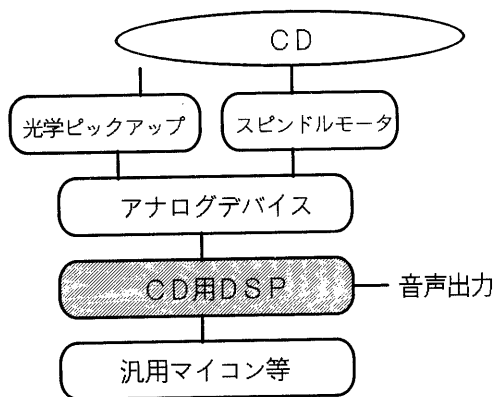 CD
光学ピックアップ
スピンドルモータ
アナログデバイス
CD用DSP
音声出力
汎用マイコン等